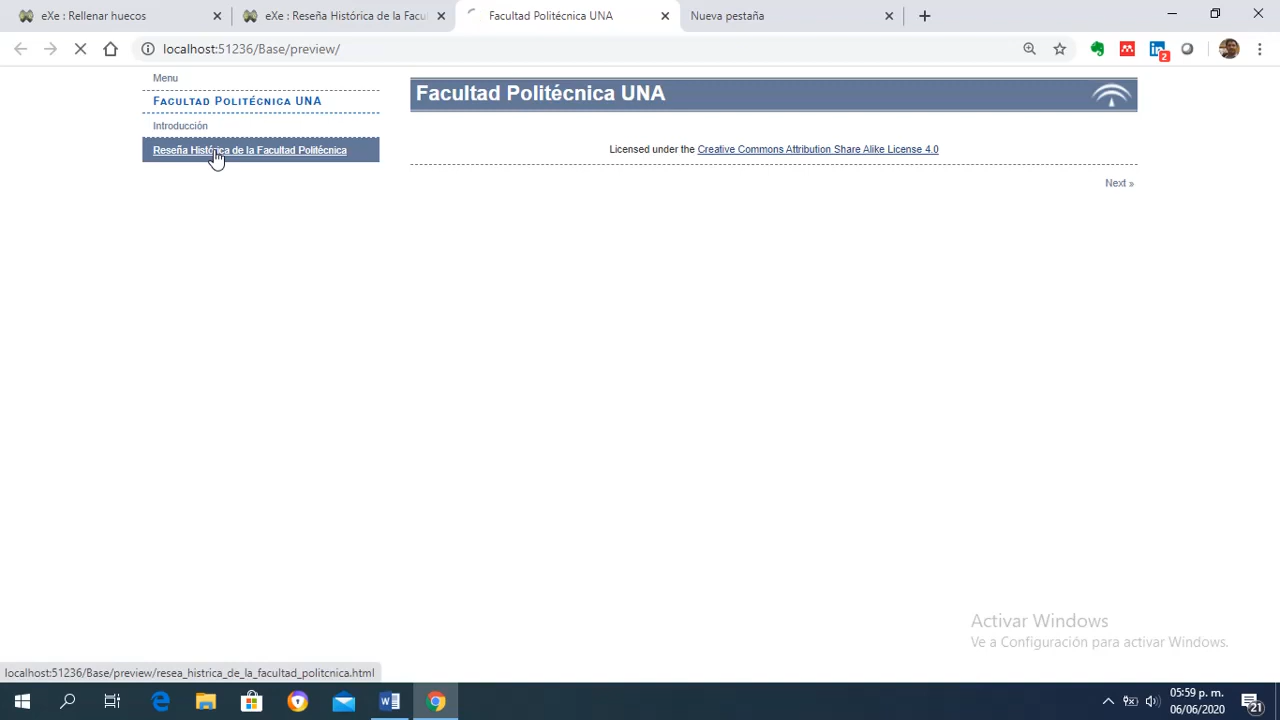 eXe : Rellenar huecos
eXe : Reseña Histórica de la Facul
Facultad Politécnica UNA
Nueva pestaña
localhost:51236/Base/preview/
2
Menu
Facultad Politécnica UNA
Introducción
Reseña Histórica de la Facultad Politécnica
Facultad Politécnica UNA
Licensed under the Creative Commons Attribution Share Alike License 4.0
Next »
Activar Windows
Ve a Configuración para activar Windows.
localhost:51236/Base/preview/resea_histrica_de_la_facultad_politcnica.html
05:59 p. m.
06/06/2020
21